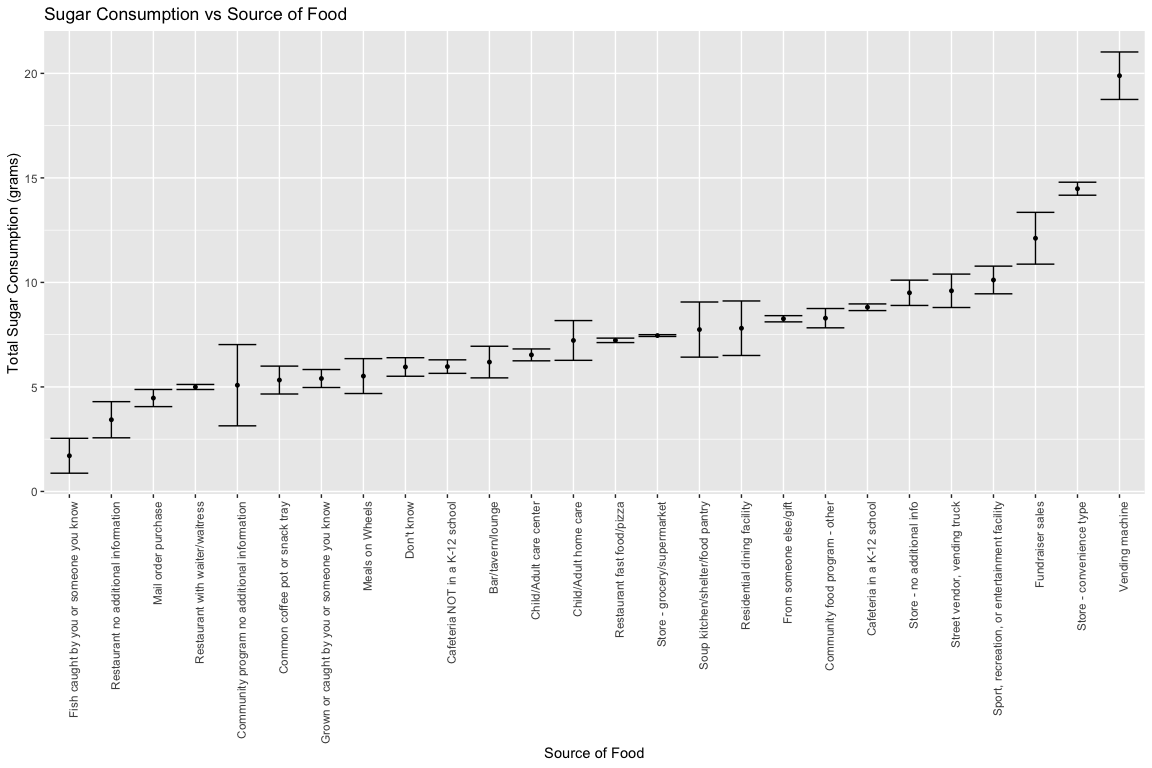 Sugar Consumption vs Source of Food
Total Sugar Consumption (grams)
20
15
10
5
0
Fish caught by you or someone you know
Restaurant no additional information
Mail order purchase
Restaurant with waiter/waitress
Community program no additional information
Common coffee pot or snack tray
Grown or caught by you or someone you know
Meals on Wheels
Don't know
Cafeteria NOT in a K-12 school
Bar/tavern/lounge
Child/Adult care center
Child/Adult home care
Restaurant fast food/pizza
Store - grocery/supermarket
Soup kitchen/shelter/food pantry
Residential dining facility
From someone else/gift
Community food program - other
Cafeteria in a K-12 school
Store - no additional info
Street vendor, vending truck
Sport, recreation, or entertainment facility
Fundraiser sales
Store - convenience type
Vending machine
Source of Food